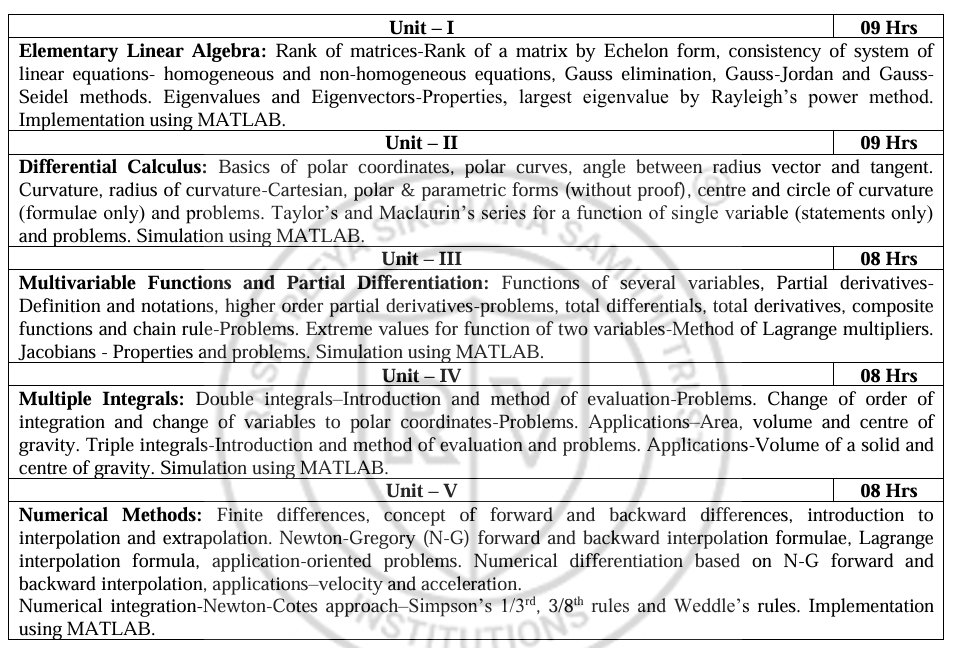 Unit – I 09 Hrs
Elementary Linear Algebra: Rank of matrices-Rank of a matrix by Echelon form, consistency of system of
linear equations- homogeneous and non-homogeneous equations, Gauss elimination, Gauss-Jordan and Gauss-
Seidel methods. Eigenvalues and Eigenvectors-Properties, largest eigenvalue by Rayleigh’s power method.
Implementation using MATLAB.
Unit – II 09 Hrs
Differential Calculus: Basics of polar coordinates, polar curves, angle between radius vector and tangent.
Curvature, radius of curvature-Cartesian, polar & parametric forms (without proof), centre and circle of curvature
(formulae only) and problems. Taylor’s and Maclaurin’s series for a function of single variable (statements only)
and problems. Simulation using MATLAB.
Unit – III 08 Hrs
Multivariable Functions and Partial Differentiation: Functions of several variables, Partial derivatives-
Definition and notations, higher order partial derivatives-problems, total differentials, total derivatives, composite
functions and chain rule-Problems. Extreme values for function of two variables-Method of Lagrange multipliers.
Jacobians - Properties and problems. Simulation using MATLAB.
Unit – IV 08 Hrs
Multiple Integrals: Double integrals–Introduction and method of evaluation-Problems. Change of order of
integration and change of variables to polar coordinates-Problems. Applications–Area, volume and centre of
gravity. Triple integrals-Introduction and method of evaluation and problems. Applications-Volume of a solid and
centre of gravity. Simulation using MATLAB.
Unit – V 08 Hrs
Numerical Methods: Finite differences, concept of forward and backward differences, introduction to
interpolation and extrapolation. Newton-Gregory (N-G) forward and backward interpolation formulae, Lagrange
interpolation formula, application-oriented problems. Numerical differentiation based on N-G forward and
backward interpolation, applications–velocity and acceleration.
Numerical integration-Newton-Cotes approach–Simpson’s 1/3rd, 3/8th rules and Weddle’s rules. Implementation
using MATLAB.
RASHTREEYA SIKSHANA SAMITHI TRUST
®
RV
INSTITUTIONS